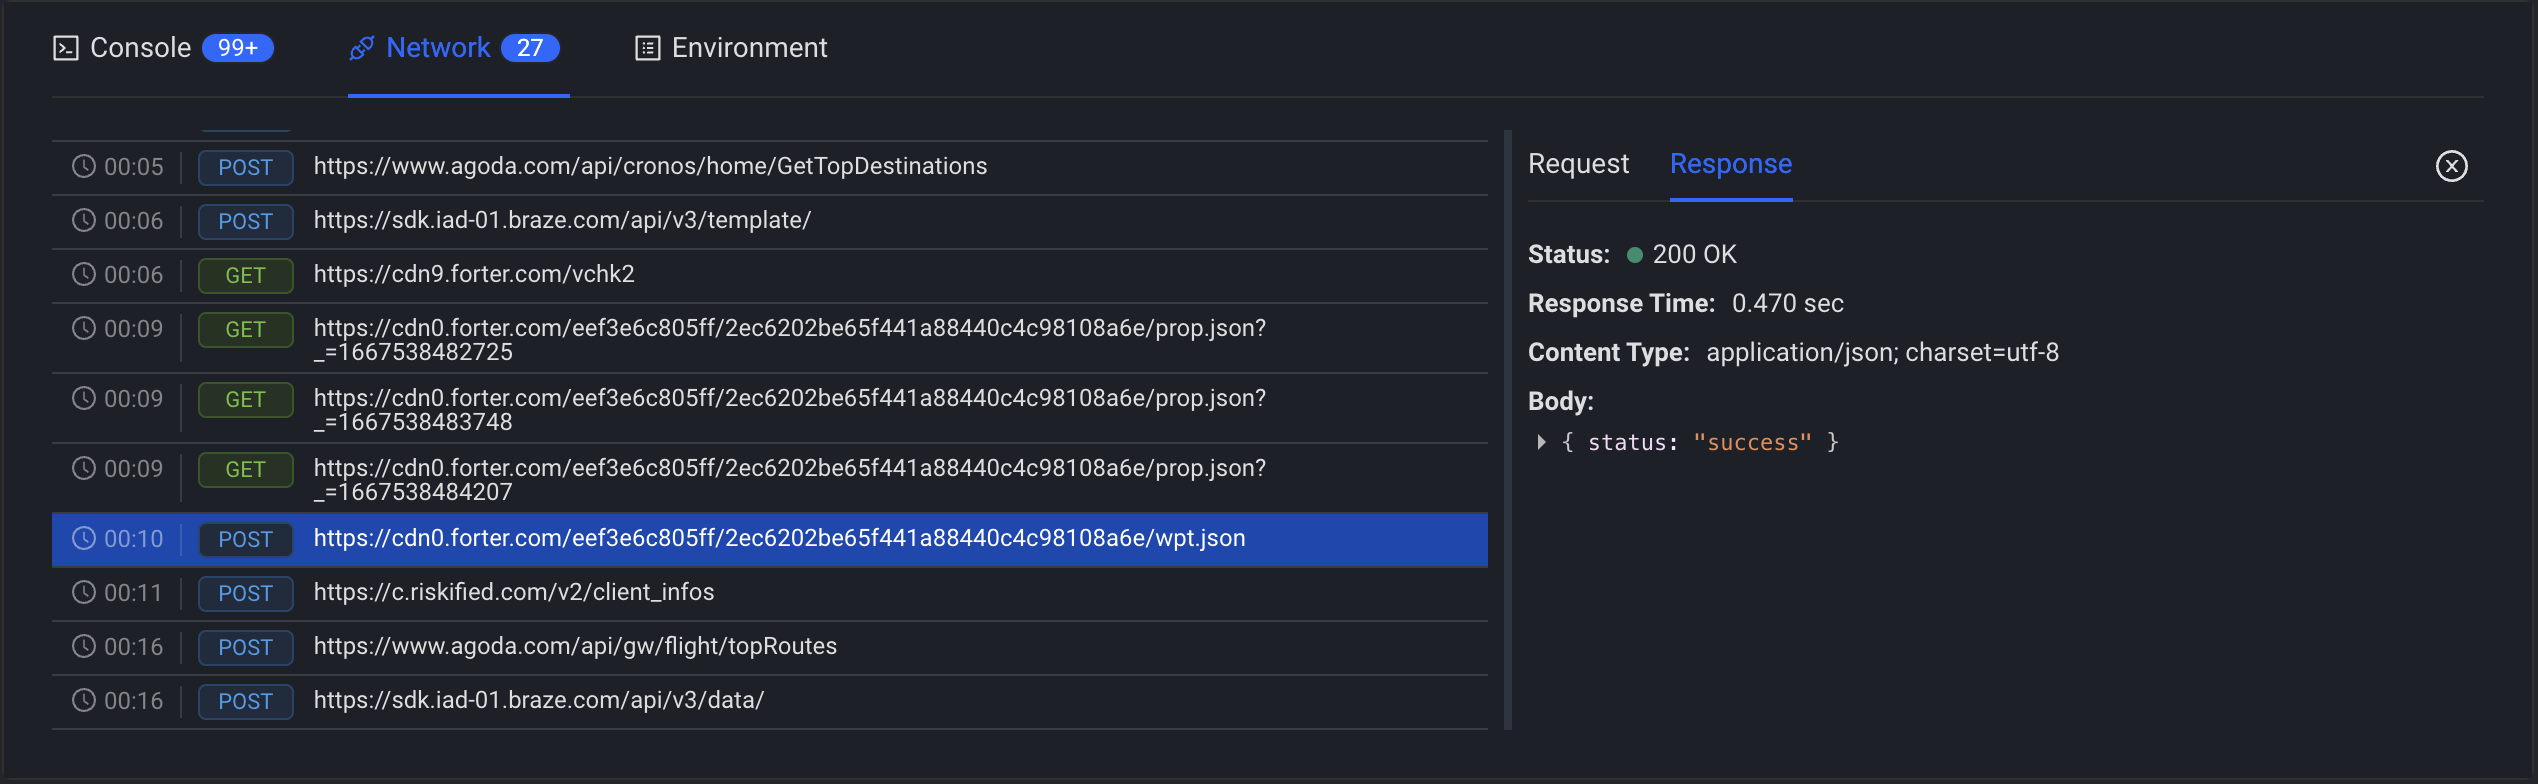 Console 99+ Network 27 Environment
00:05 POST https://www.agoda.com/api/cronos/home/GetTopDestinations
00:06 POST https://sdk.iad-01.braze.com/api/v3/template/
00:06 GET https://cdn9.forter.com/vchk2
00:09 GET https://cdn0.forter.com/eef3e6c805ff/2ec6202be65f441a88440c4c98108a6e/prop.json?
_=1667538482725
00:09 GET https://cdn0.forter.com/eef3e6c805ff/2ec6202be65f441a88440c4c98108a6e/prop.json?
_=1667538483748
00:09 GET https://cdn0.forter.com/eef3e6c805ff/2ec6202be65f441a88440c4c98108a6e/prop.json?
_=1667538484207
00:10 POST https://cdn0.forter.com/eef3e6c805ff/2ec6202be65f441a88440c4c98108a6e/wpt.json
00:11 POST https://c.riskified.com/v2/client_infos
00:16 POST https://www.agoda.com/api/gw/flight/topRoutes
00:16 POST https://sdk.iad-01.braze.com/api/v3/data/
Request Response
Status: 200 OK
Response Time: 0.470 sec
Content Type: application/json; charset=utf-8
Body:
{ status: "success" }